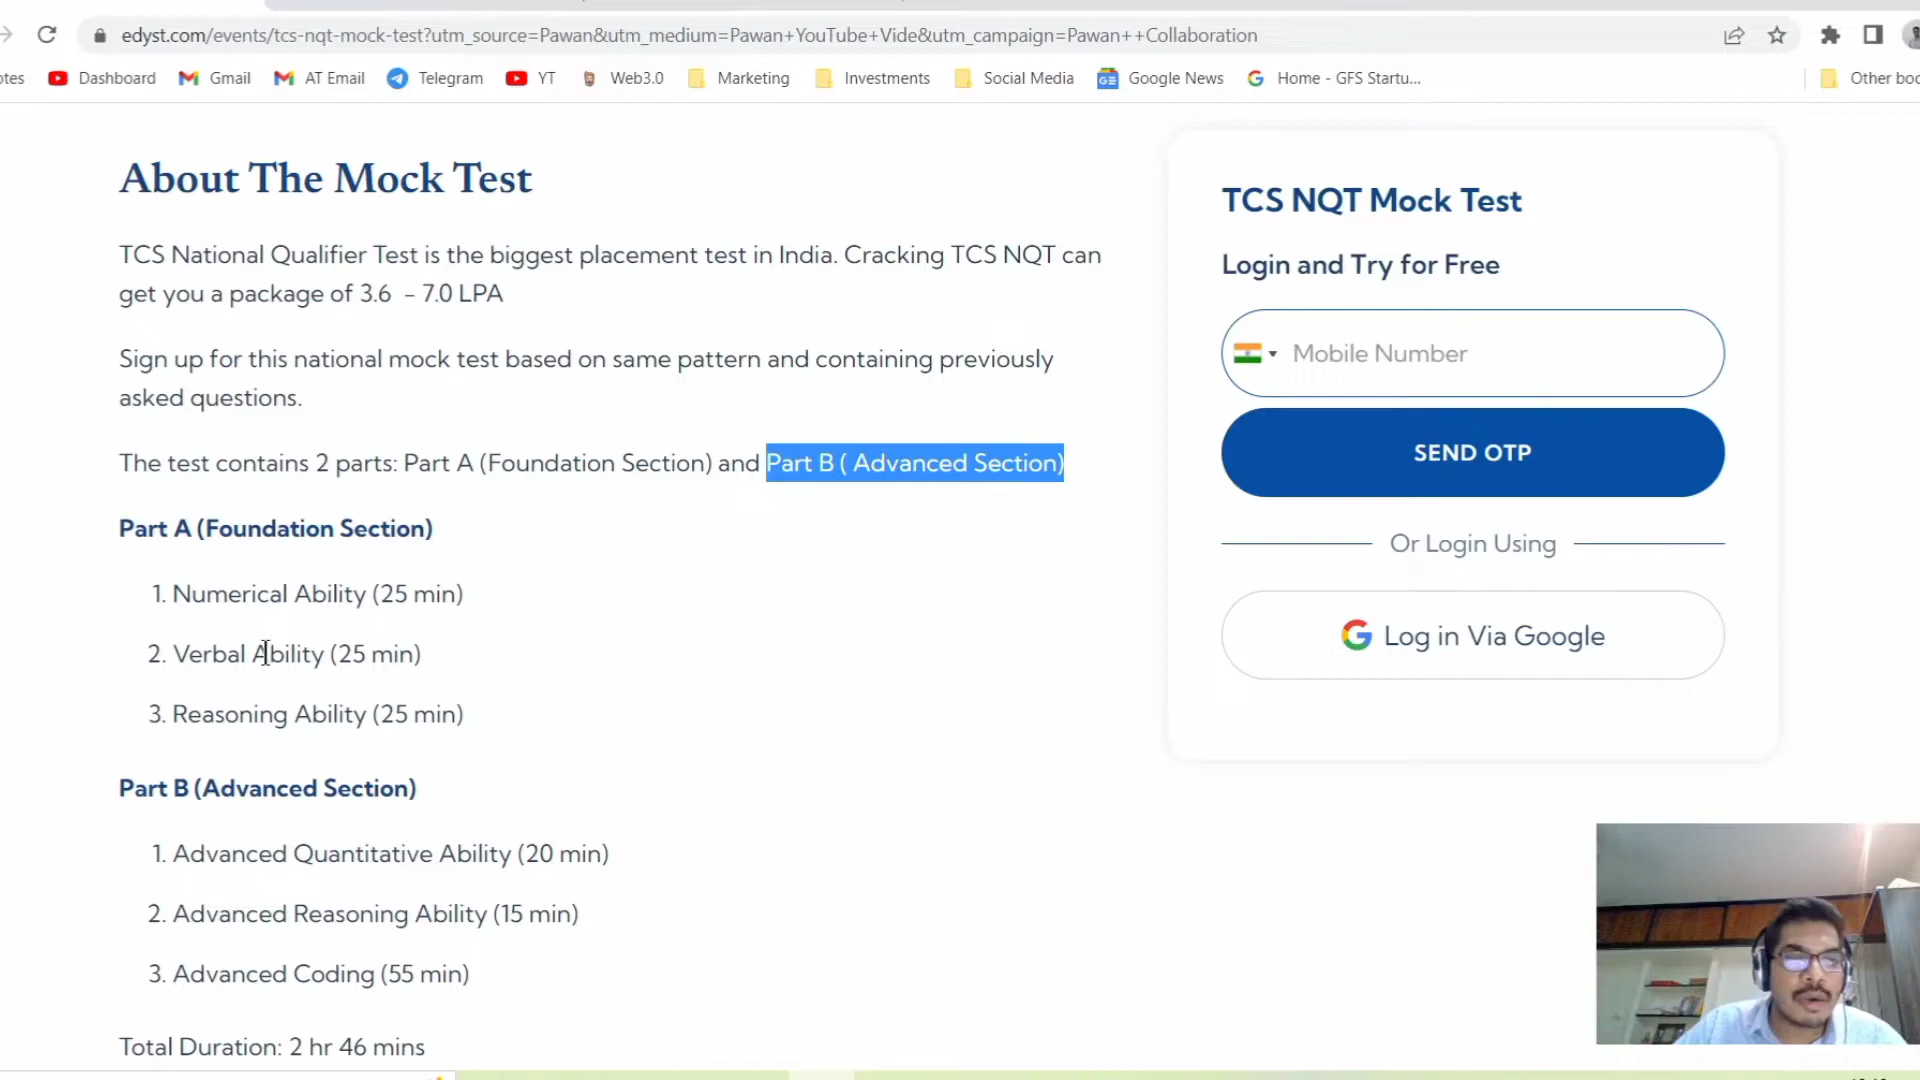 edyst.com/events/tcs-nqt-mock-test?utm_source=Pawan&utm_medium=Pawan+YouTube+Vide&utm_campaign=Pawan++Collaboration
otes Dashboard Gmail AT Email Telegram YT Web3.0 Marketing Investments Social Media Google News Home - GFS Startu... Other boo
About The Mock Test
TCS National Qualifier Test is the biggest placement test in India. Cracking TCS NQT can
get you a package of 3.6 – 7.0 LPA
Sign up for this national mock test based on same pattern and containing previously
asked questions.
The test contains 2 parts: Part A (Foundation Section) and Part B ( Advanced Section)
Part A (Foundation Section)
1. Numerical Ability (25 min)
2. Verbal Ability (25 min)
3. Reasoning Ability (25 min)
Part B (Advanced Section)
1. Advanced Quantitative Ability (20 min)
2. Advanced Reasoning Ability (15 min)
3. Advanced Coding (55 min)
Total Duration: 2 hr 46 mins
TCS NQT Mock Test
Login and Try for Free
Mobile Number
SEND OTP
Or Login Using
Log in Via Google